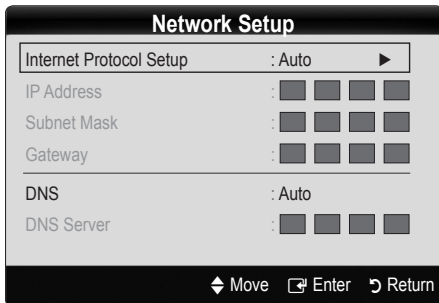 Network Setup
Internet Protocol Setup : Auto ▶
IP Address :
Subnet Mask :
Gateway :
DNS : Auto
DNS Server :
Move Enter Return